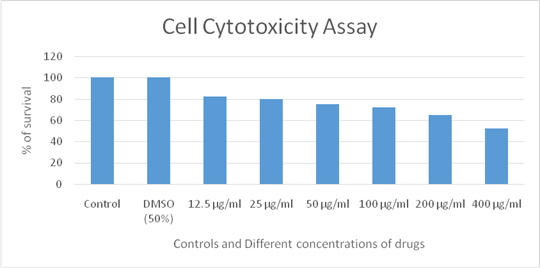 Cell Cytotoxicity Assay
120
100
80
60
40
20
0
% of survival
Control DMSO 12.5 µg/ml 25 µg/ml 50 µg/ml 100 µg/ml 200 µg/ml 400 µg/ml
(50%)
Controls and Different concentrations of drugs